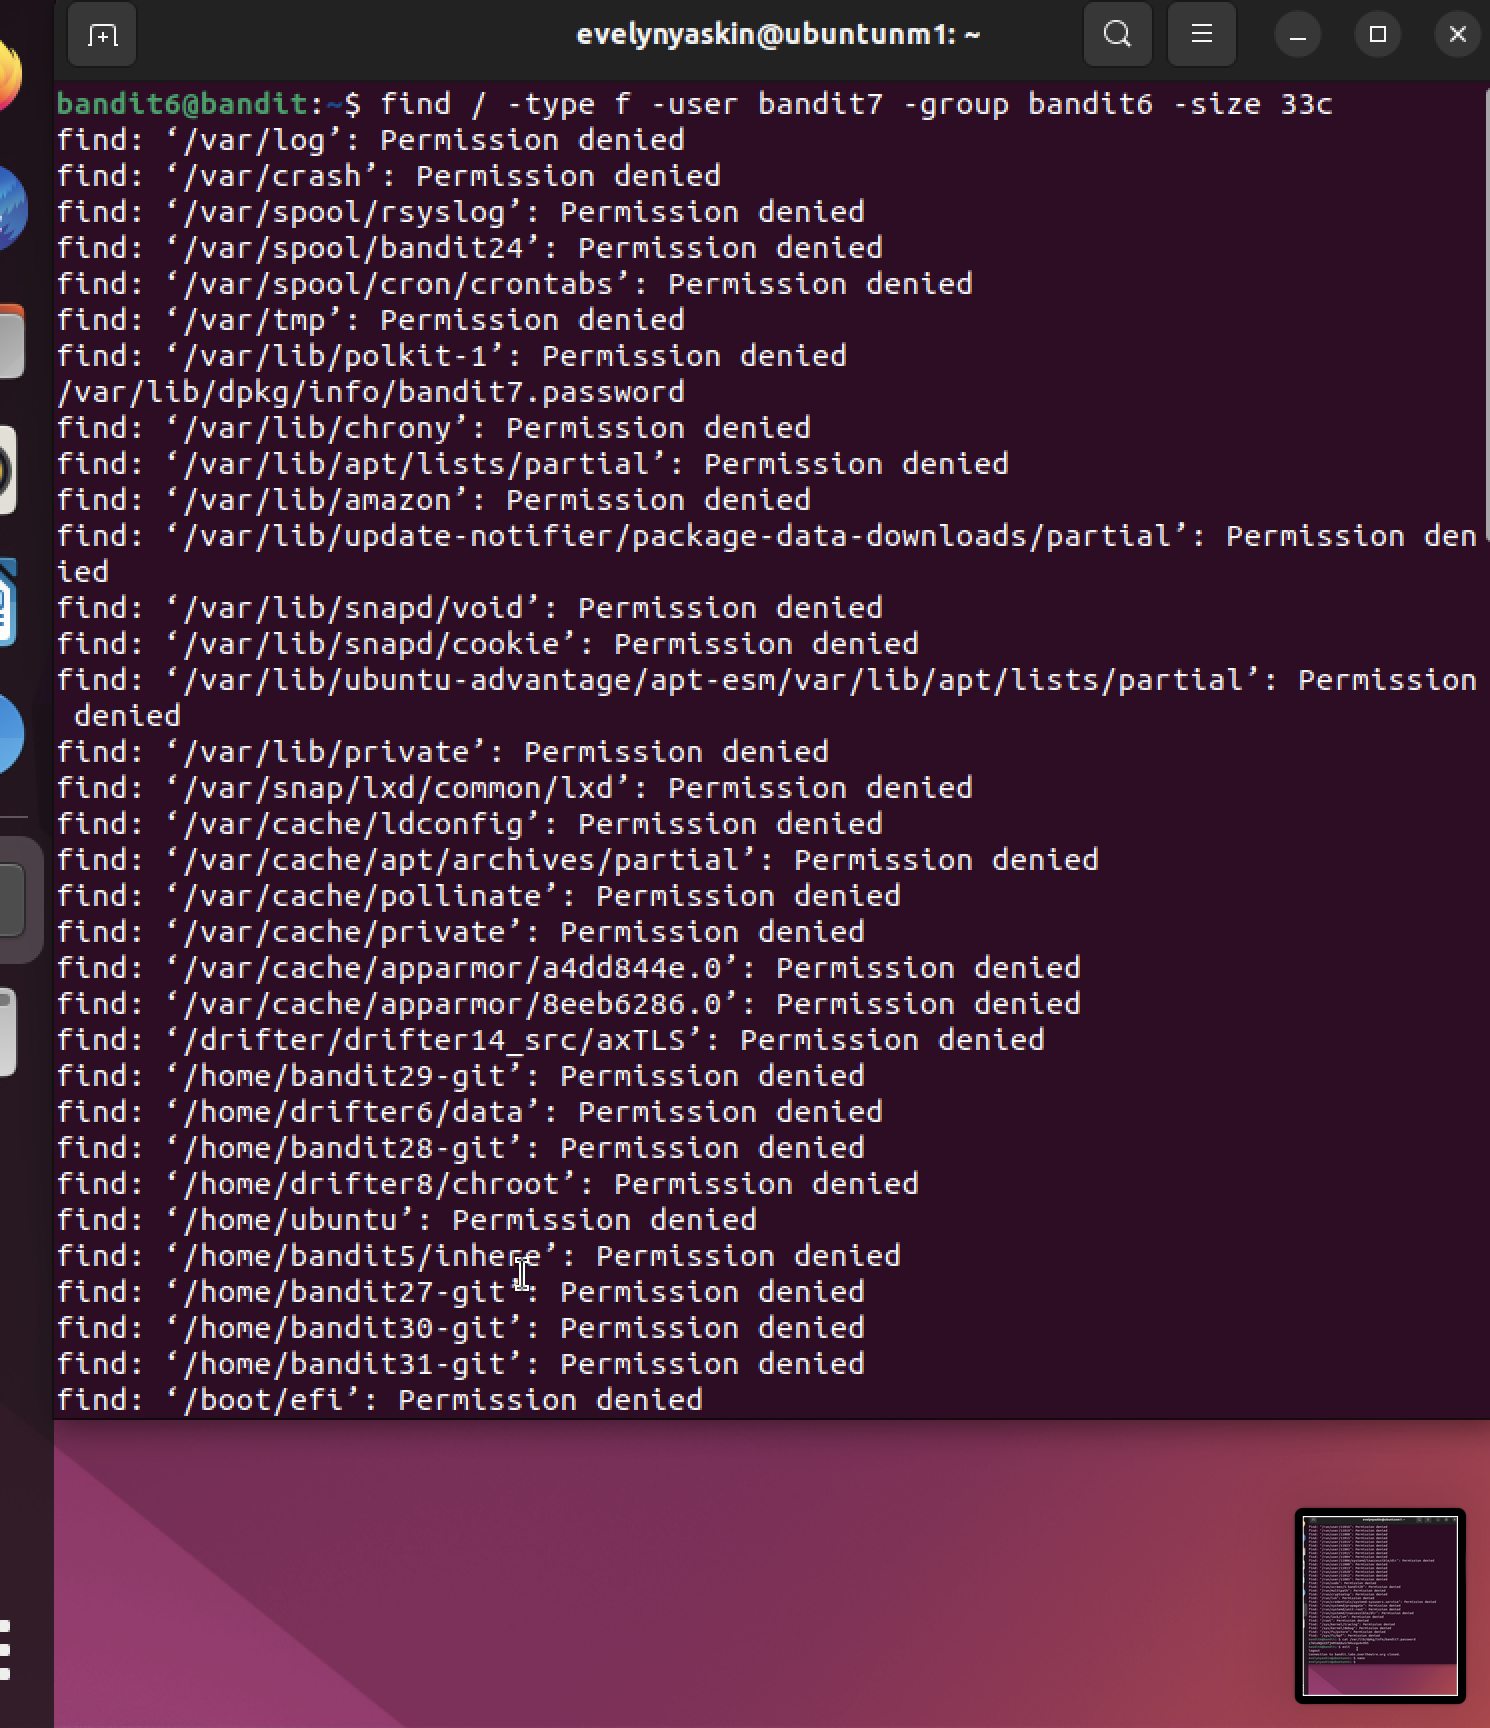 evelynyaskin@ubuntunm1: ~
bandit6@bandit:~$ find / -type f -user bandit7 -group bandit6 -size 33c
find: ‘/var/log’: Permission denied
find: ‘/var/crash’: Permission denied
find: ‘/var/spool/rsyslog’: Permission denied
find: ‘/var/spool/bandit24’: Permission denied
find: ‘/var/spool/cron/crontabs’: Permission denied
find: ‘/var/tmp’: Permission denied
find: ‘/var/lib/polkit-1’: Permission denied
/var/lib/dpkg/info/bandit7.password
find: ‘/var/lib/chrony’: Permission denied
find: ‘/var/lib/apt/lists/partial’: Permission denied
find: ‘/var/lib/amazon’: Permission denied
find: ‘/var/lib/update-notifier/package-data-downloads/partial’: Permission den
ied
find: ‘/var/lib/snapd/void’: Permission denied
find: ‘/var/lib/snapd/cookie’: Permission denied
find: ‘/var/lib/ubuntu-advantage/apt-esm/var/lib/apt/lists/partial’: Permission
 denied
find: ‘/var/lib/private’: Permission denied
find: ‘/var/snap/lxd/common/lxd’: Permission denied
find: ‘/var/cache/ldconfig’: Permission denied
find: ‘/var/cache/apt/archives/partial’: Permission denied
find: ‘/var/cache/pollinate’: Permission denied
find: ‘/var/cache/private’: Permission denied
find: ‘/var/cache/apparmor/a4dd844e.0’: Permission denied
find: ‘/var/cache/apparmor/8eeb6286.0’: Permission denied
find: ‘/drifter/drifter14_src/axTLS’: Permission denied
find: ‘/home/bandit29-git’: Permission denied
find: ‘/home/drifter6/data’: Permission denied
find: ‘/home/bandit28-git’: Permission denied
find: ‘/home/drifter8/chroot’: Permission denied
find: ‘/home/ubuntu’: Permission denied
find: ‘/home/bandit5/inhere’: Permission denied
find: ‘/home/bandit27-git’: Permission denied
find: ‘/home/bandit30-git’: Permission denied
find: ‘/home/bandit31-git’: Permission denied
find: ‘/boot/efi’: Permission denied